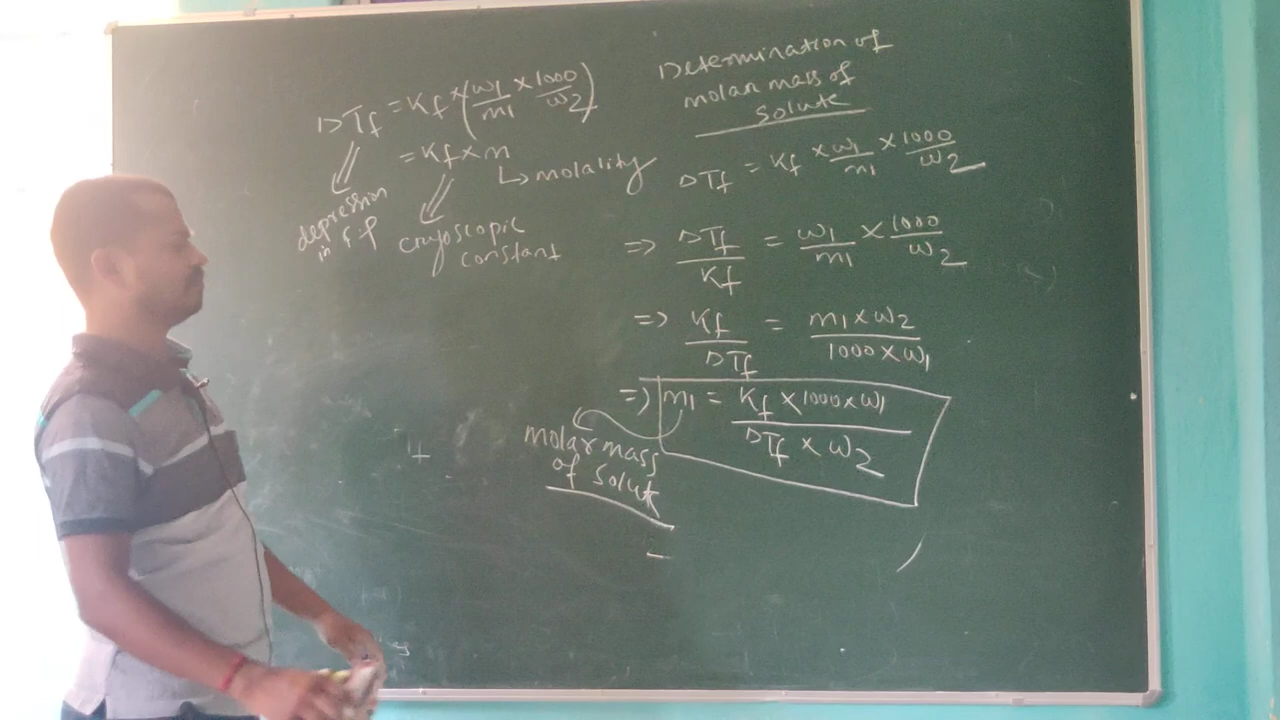 ΔTf = Kf × (w1/m1 × 1000/w2)
= Kf × m
molality
depression
in f.p
cryoscopic
constant
Determination of
molar mass of
solute
ΔTf = Kf × w1/m1 × 1000/w2
=> ΔTf/Kf = w1/m1 × 1000/w2
=> Kf/ΔTf = m1 × w2/1000 × w1
=> m1 = Kf × 1000 × w1/ΔTf × w2
molar mass
of solut